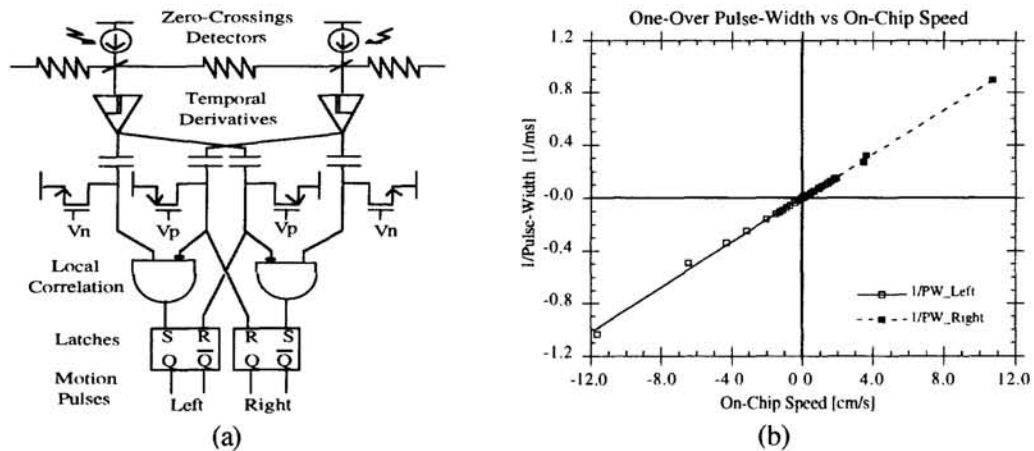 Zero-Crossings
Detectors
Temporal
Derivatives
Vn Vp Vp Vn
Local
Correlation
Latches
S R R S
Q Q Q Q
Motion
Pulses
Left Right
(a)
One-Over Pulse-Width vs On-Chip Speed
1/Pulse-Width [1/ms]
1.2
0.8
0.4
-0.0
-0.4
-0.8
-1.2
1/PW_Left
1/PW_Right
-12.0 -8.0 -4.0 0 0 4.0 8.0 12.0
On-Chip Speed [cm/s]
(b)